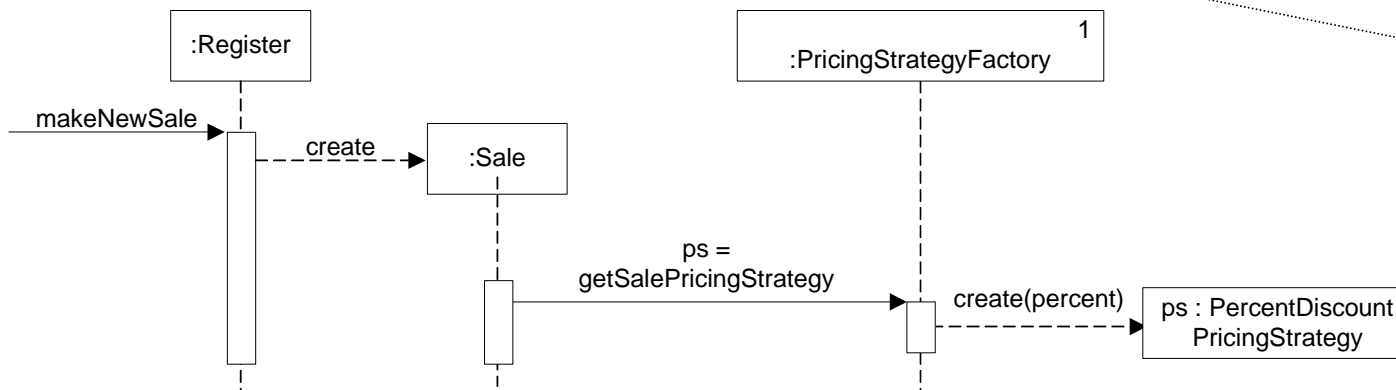 :Register
1
:PricingStrategyFactory
makeNewSale
create
:Sale
ps =
getSalePricingStrategy
create(percent)
ps : PercentDiscount
PricingStrategy